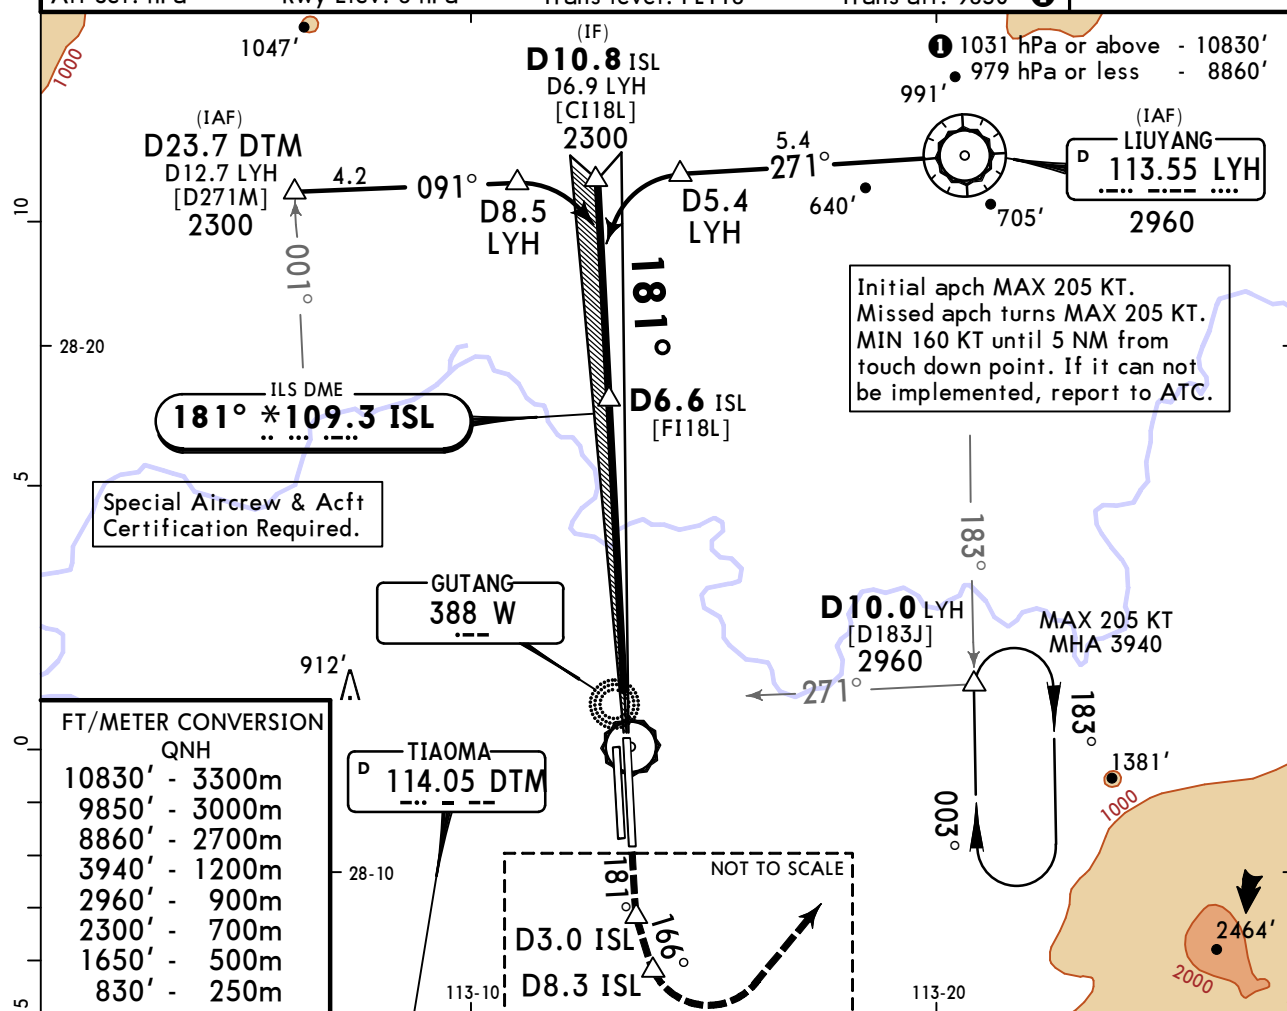 1047'
1000
(IF)
D10.8 ISL
D6.9 LYH
[CI18L]
2300
❶ 1031 hPa or above - 10830'
979 hPa or less - 8860'
991'
(IAF)
D23.7 DTM
D12.7 LYH
[D271M]
2300
4.2
091°
D8.5
LYH
5.4
271°
D5.4
LYH
640'
705'
(IAF)
LIUYANG
D 113.55 LYH
2960
10
001°
181°
Initial apch MAX 205 KT.
Missed apch turns MAX 205 KT.
MIN 160 KT until 5 NM from
touch down point. If it can not
be implemented, report to ATC.
28-20
ILS DME
181° *109.3 ISL
D6.6 ISL
[FI18L]
5
Special Aircrew & Acft
Certification Required.
183°
GUTANG
388 W
D10.0 LYH
[D183J]
2960
MAX 205 KT
MHA 3940
271°
183°
003°
912'
0
FT/METER CONVERSION
QNH
10830' - 3300m
9850' - 3000m
8860' - 2700m
3940' - 1200m
2960' - 900m
2300' - 700m
1650' - 500m
830' - 250m
TIAOMA
D 114.05 DTM
1381'
1000
28-10
NOT TO SCALE
181°
D3.0 ISL
166°
D8.3 ISL
2464'
2000
5
113-10
113-20